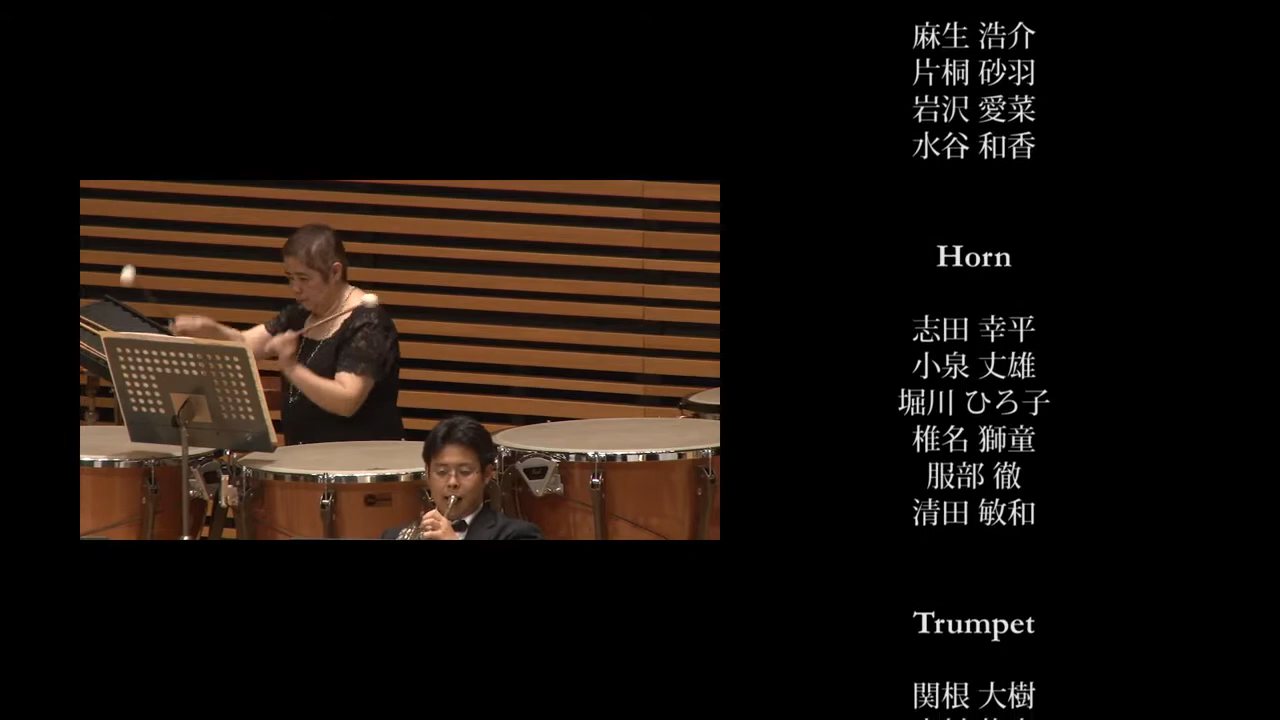 麻生 浩介
片桐 砂羽
岩沢 愛菜
水谷 和香
Horn
志田 幸平
小泉 丈雄
堀川 ひろ子
椎名 獅童
服部 徹
清田 敏和
Trumpet
関根 大樹